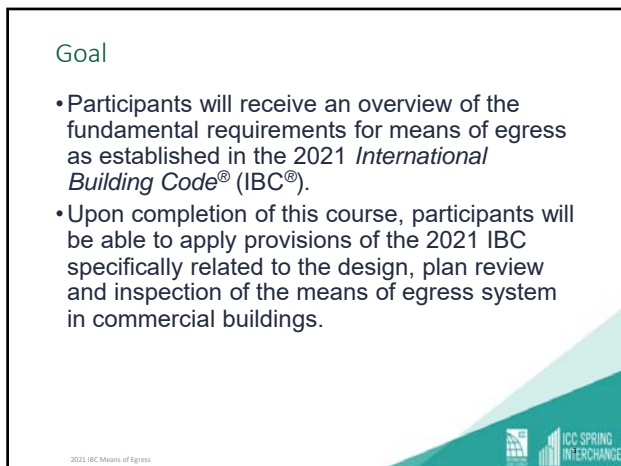 Goal
•Participants will receive an overview of the
fundamental requirements for means of egress
as established in the 2021 International
Building Code® (IBC®).
•Upon completion of this course, participants will
be able to apply provisions of the 2021 IBC
specifically related to the design, plan review
and inspection of the means of egress system
in commercial buildings.
2021 IBC Means of Egress
ICC SPRING
INTERCHANGE